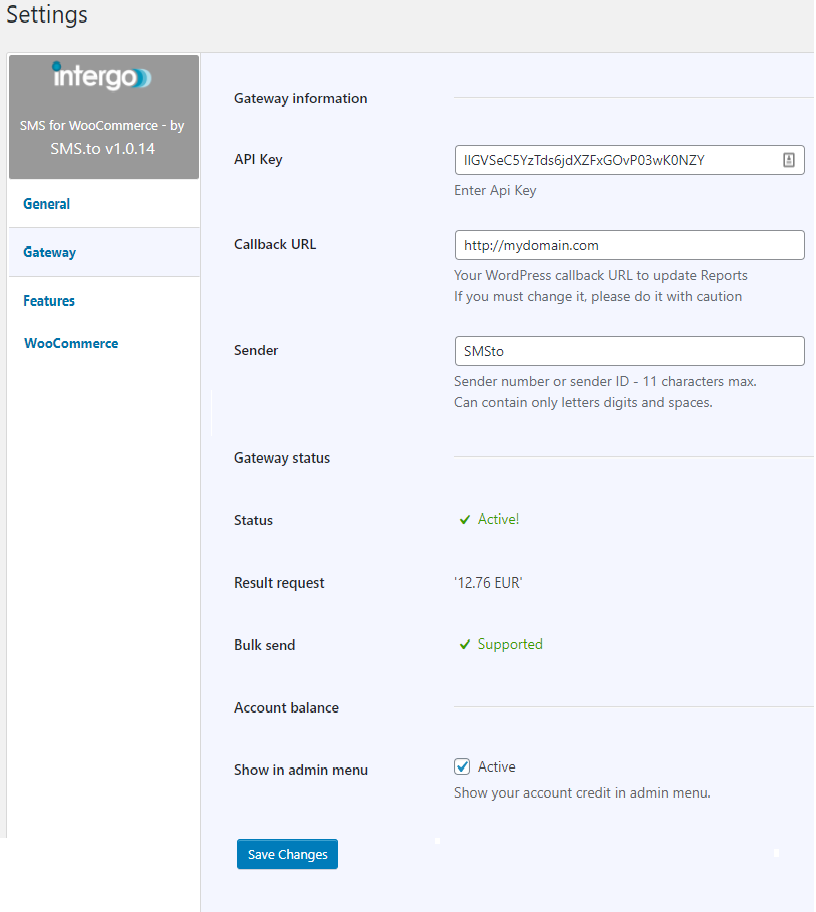 Settings
intergo
SMS for WooCommerce - by
SMS.to v1.0.14
General
Gateway
Features
WooCommerce
Gateway information
API Key
IIGVSeC5YzTds6jdXZFxGOvP03wK0NZY
Enter Api Key
Callback URL
http://mydomain.com
Your WordPress callback URL to update Reports
If you must change it, please do it with caution
Sender
SMSto
Sender number or sender ID - 11 characters max.
Can contain only letters digits and spaces.
Gateway status
Status
Active!
Result request
'12.76 EUR'
Bulk send
Supported
Account balance
Show in admin menu
Active
Show your account credit in admin menu.
Save Changes